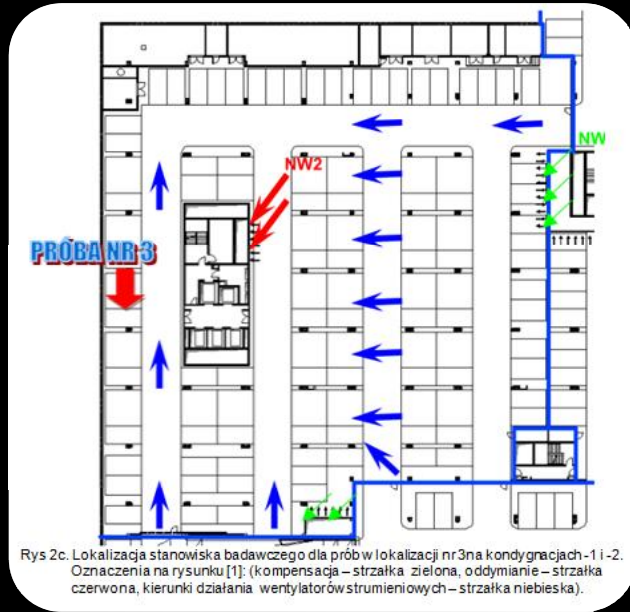 NW
NW2
PRÓBA NR 3
Rys 2c. Lokalizacja stanowiska badawczego dla prób w lokalizacji nr 3na kondygnacjach -1 i -2.
Oznaczenia na rysunku [1]: (kompensacja – strzałka zielona, oddymianie – strzałka
czerwona, kierunki działania wentylatorów strumieniowych – strzałka niebieska).